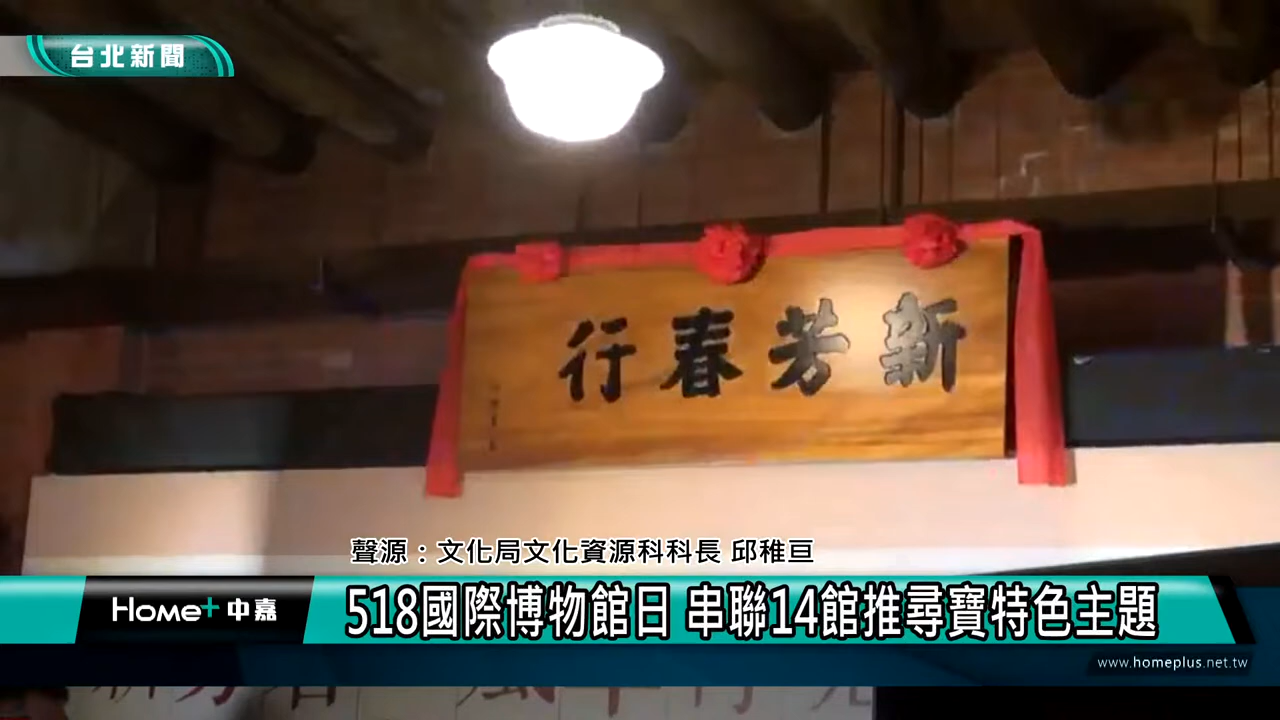 台北新聞
新芳春行
聲源：文化局文化資源科科長 邱稚亘
Home+中嘉
518國際博物館日 串聯14館推尋寶特色主題
www.homeplus.net.tw